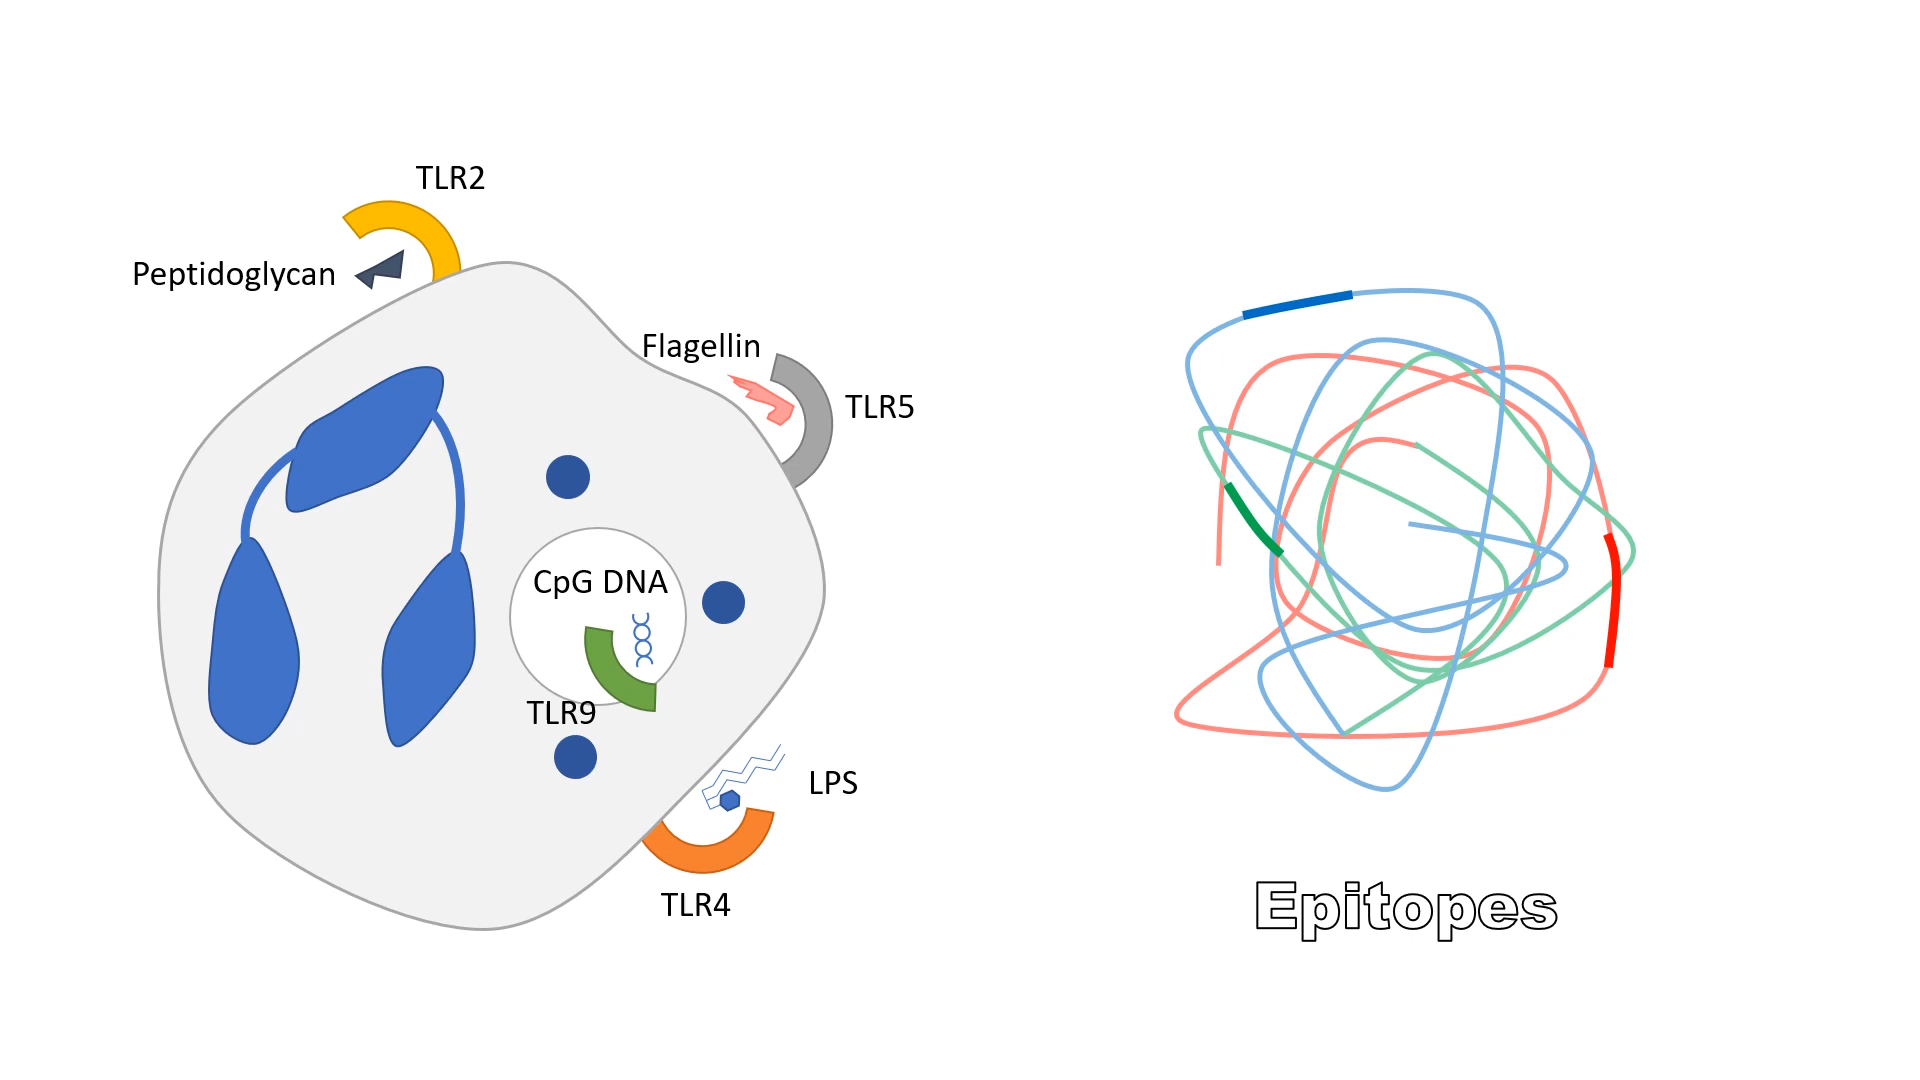 TLR2
Peptidoglycan
Flagellin
TLR5
CpG DNA
TLR9
LPS
TLR4
Epitopes